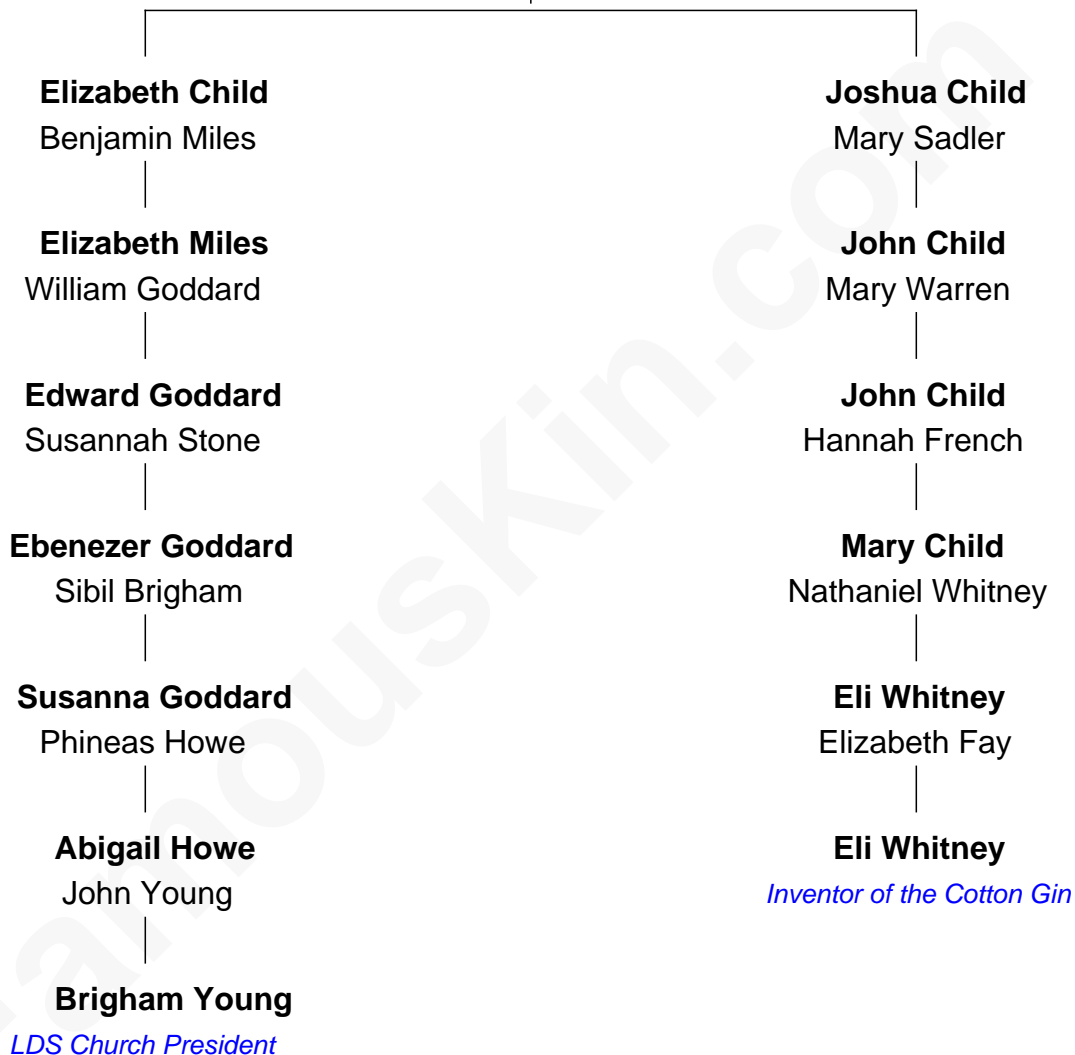 Elizabeth Child
Benjamin Miles
Elizabeth Miles
William Goddard
Edward Goddard
Susannah Stone
Ebenezer Goddard
Sibil Brigham
Susanna Goddard
Phineas Howe
Abigail Howe
John Young
Brigham Young
LDS Church President
Joshua Child
Mary Sadler
John Child
Mary Warren
John Child
Hannah French
Mary Child
Nathaniel Whitney
Eli Whitney
Elizabeth Fay
Eli Whitney
Inventor of the Cotton Gin
famouskin.com